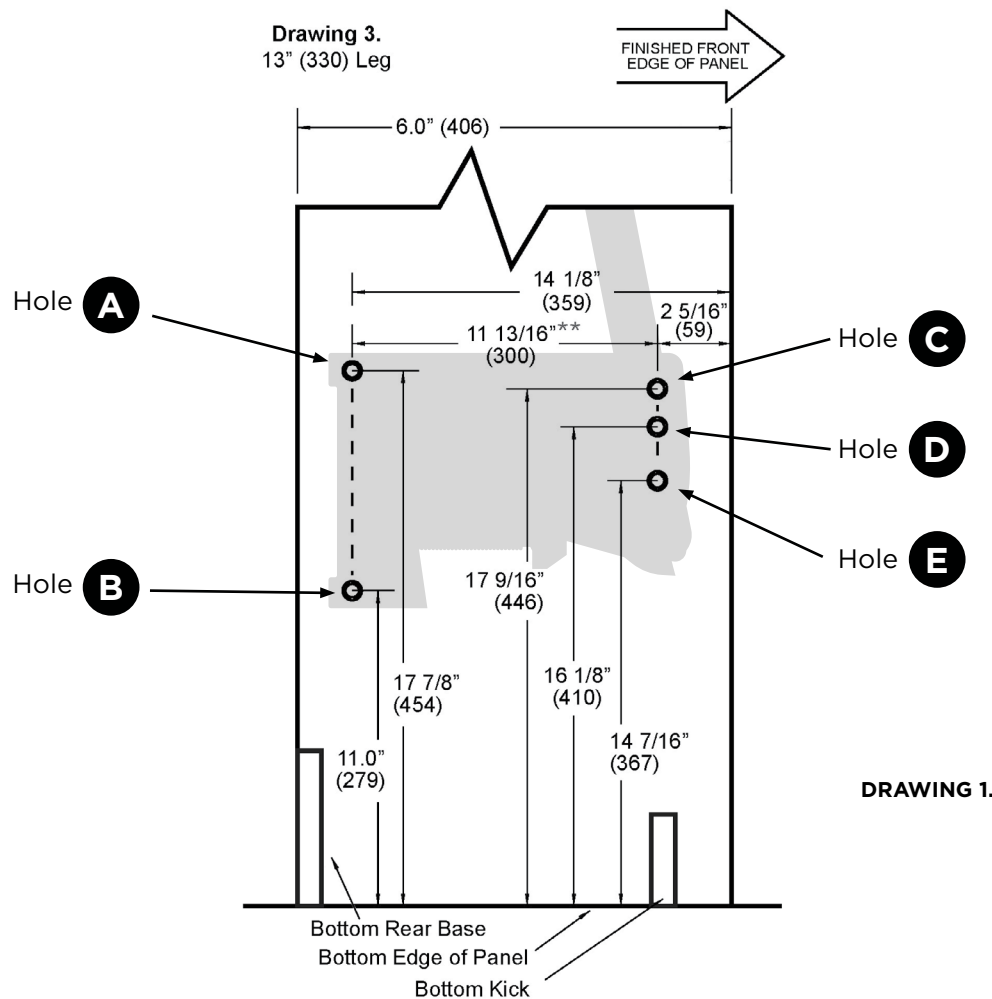 Drawing 3.
13" (330) Leg
FINISHED FRONT
EDGE OF PANEL
6.0" (406)
14 1/8"
(359)
2 5/16"
(59)
11 13/16"**
(300)
Hole A
Hole C
Hole D
Hole B
Hole E
17 9/16"
(446)
17 7/8"
(454)
16 1/8"
(410)
11.0"
(279)
14 7/16"
(367)
DRAWING 1.
Bottom Rear Base
Bottom Edge of Panel
Bottom Kick